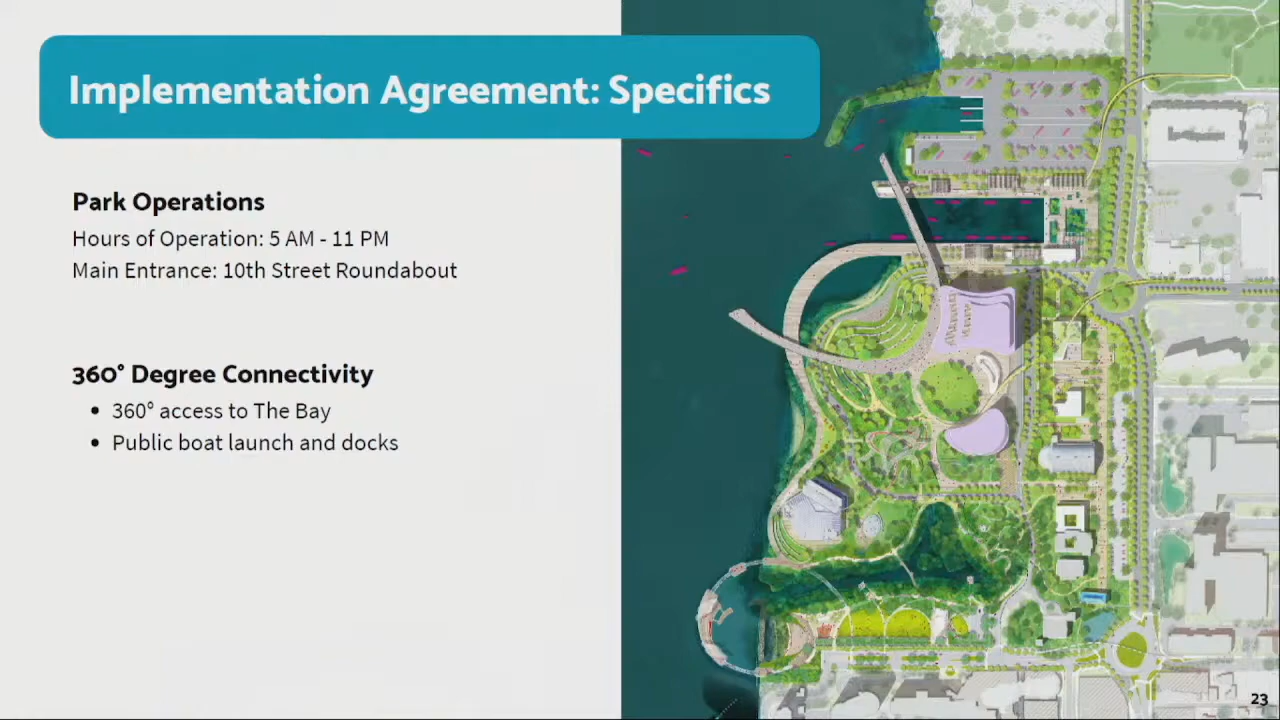 Implementation Agreement: Specifics
Park Operations
Hours of Operation: 5 AM - 11 PM
Main Entrance: 10th Street Roundabout
360° Degree Connectivity
• 360° access to The Bay
• Public boat launch and docks
23